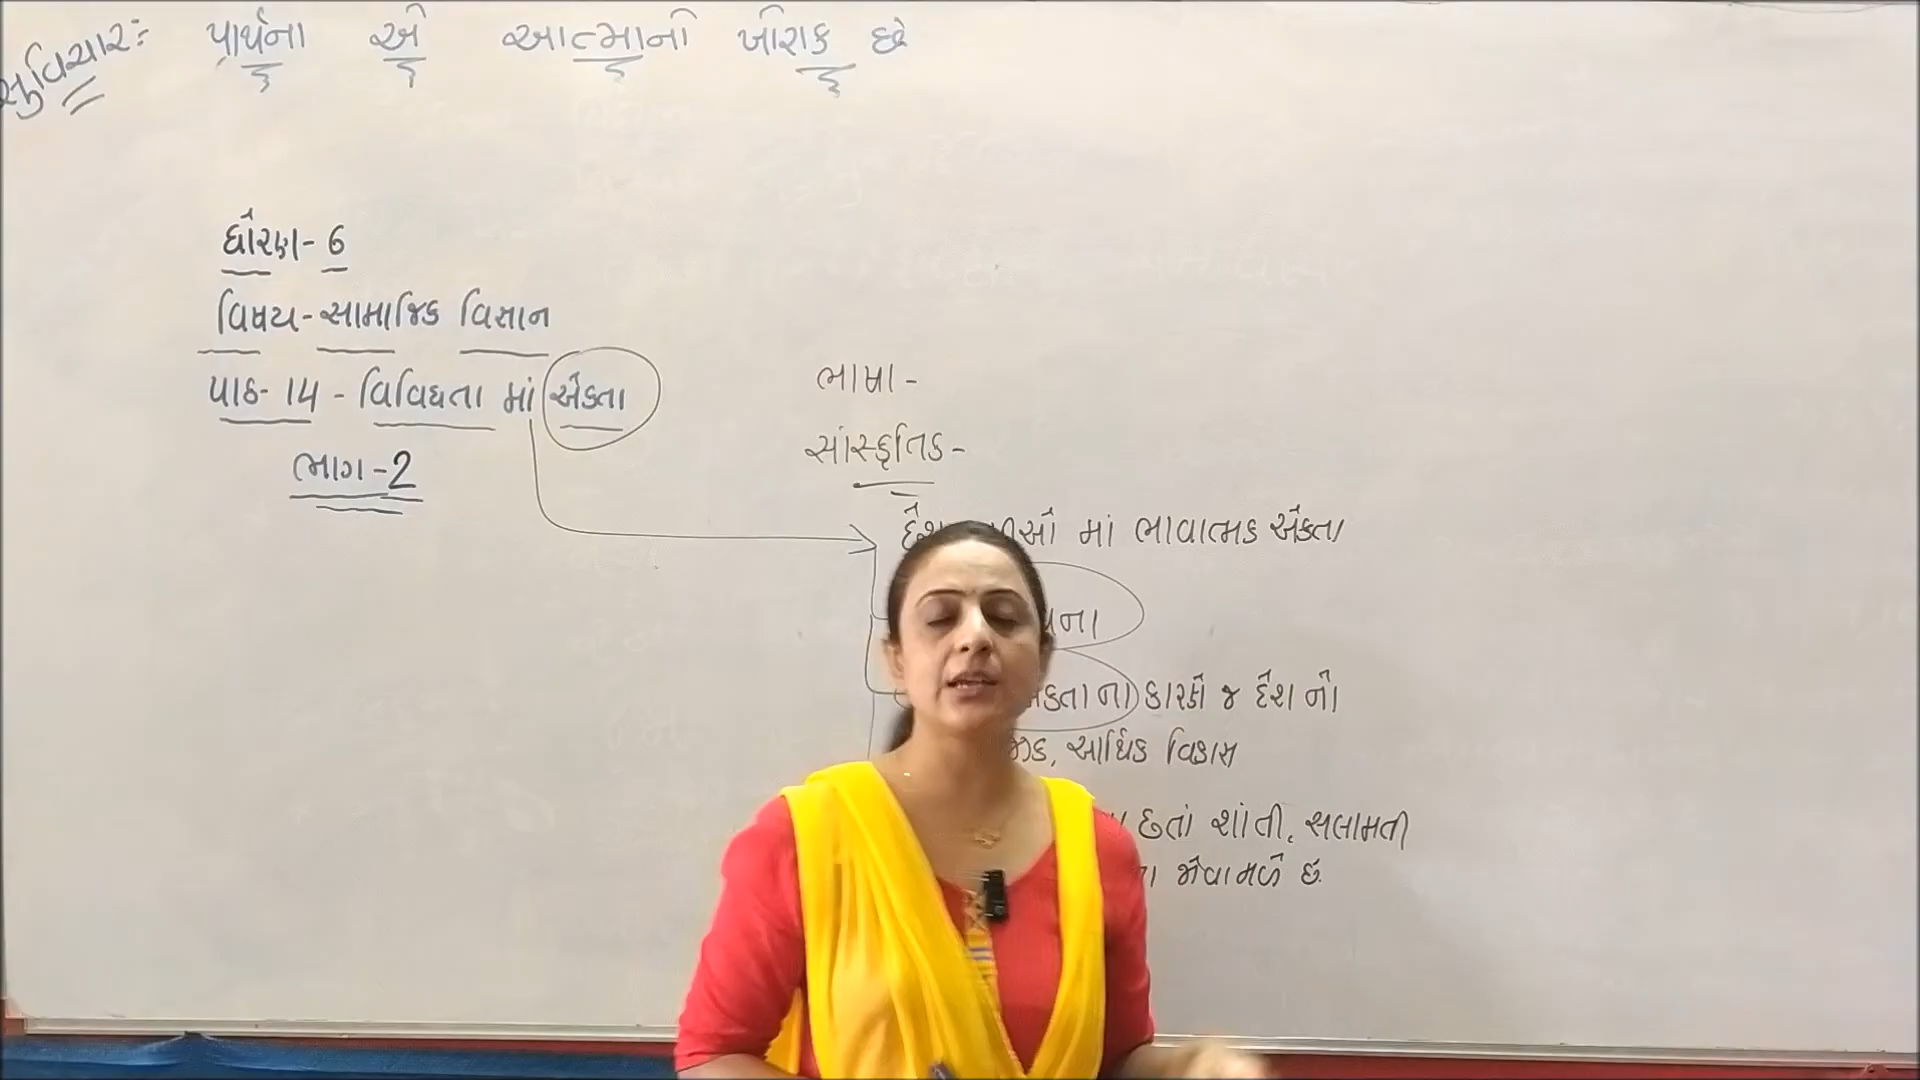 સુવિચારઃ પ્રાર્થના એ આત્માનો ખોરાક છે
ધોરણ- 6
વિષય- સામાજિક વિજ્ઞાન
પાઠ- 14 - વિવિધતા માં એકતા
ભાગ-2
ભાષા-
સાંસ્કૃતિક-
માં ભાવાત્મક એકતા
કારણે જ દેશ નો
આર્થિક વિકાસ
છતાં શાંતી, સલામતી
જોવા મળે છે.